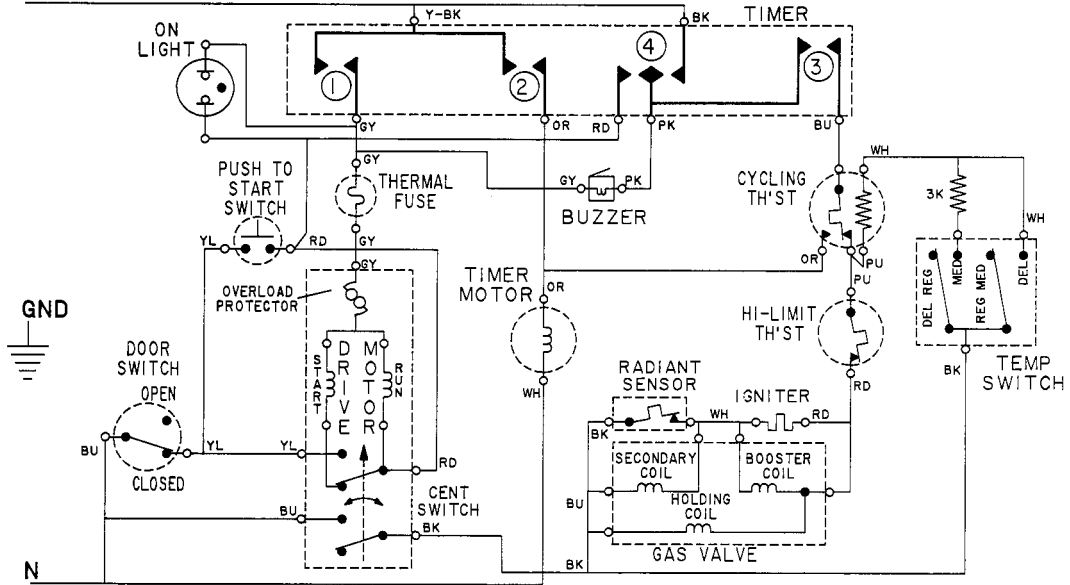 Y-BK
BK
TIMER
ON
LIGHT
4
1
2
3
GY
OR
RD
PK
BU
GY
WH
PUSH TO
START
SWITCH
THERMAL
FUSE
GY
PK
BUZZER
CYCLING
TH'ST
3K
WH
YL
RD
GY
GY
OR
PU
PU
OVERLOAD
PROTECTOR
TIMER
MOTOR
OR
DEL REG
MED
REG MED
DEL
GND
HI-LIMIT
TH'ST
DOOR
SWITCH
START
DRIVE
MOTOR
RUN
TEMP
SWITCH
BK
OPEN
WH
RADIANT
SENSOR
IGNITER
RD
BK
WH
RD
BU
YL
YL
RD
CLOSED
SECONDARY
COIL
BOOSTER
COIL
CENT
SWITCH
BU
HOLDING
COIL
BU
BK
GAS VALVE
BK
N